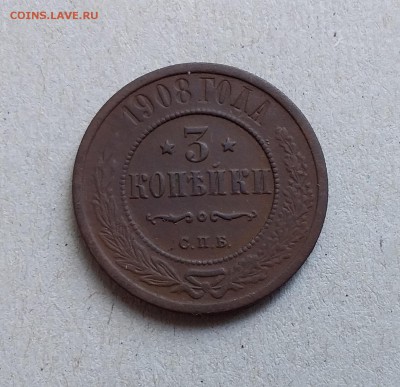 COINS.LAVE.RU
1908 ГОДА
★ 3 ★
КОПѢЙКИ
С.П.Б.